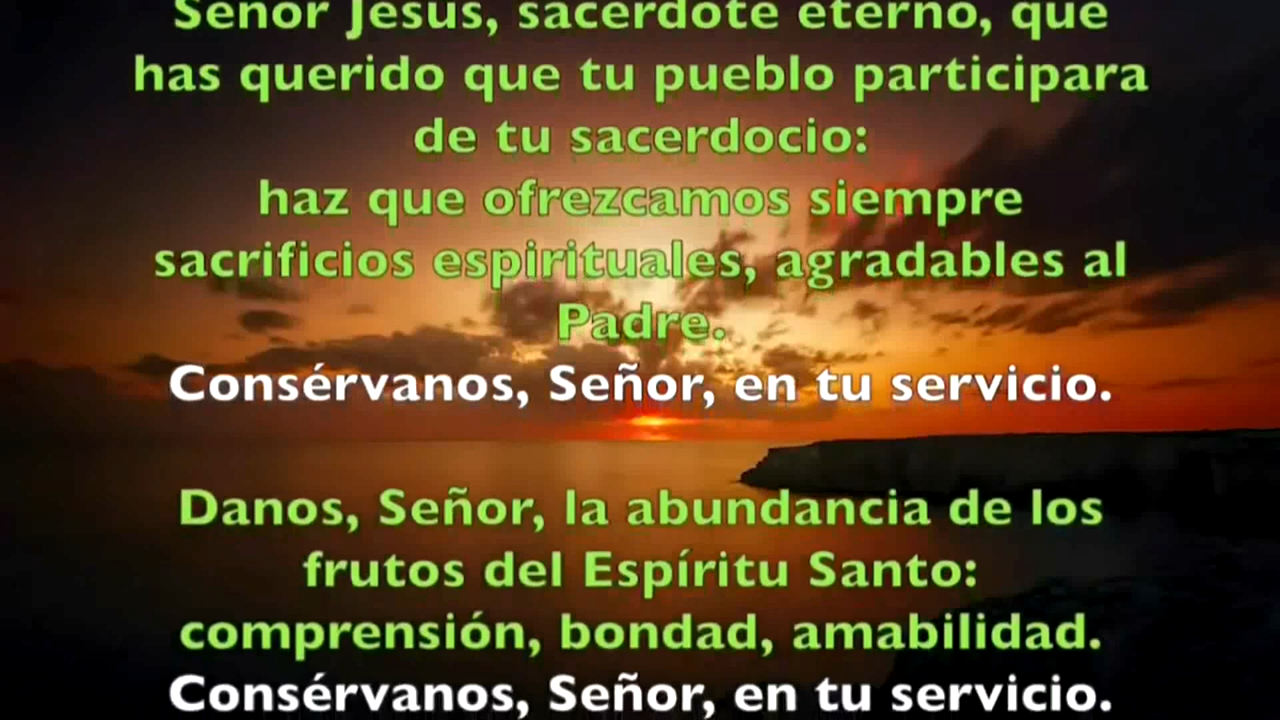 Señor Jesús, sacerdote eterno, que
has querido que tu pueblo participara
de tu sacerdocio:
haz que ofrezcamos siempre
sacrificios espirituales, agradables al
Padre.
Consérvanos, Señor, en tu servicio.
Danos, Señor, la abundancia de los
frutos del Espíritu Santo:
comprensión, bondad, amabilidad.
Consérvanos, Señor, en tu servicio.